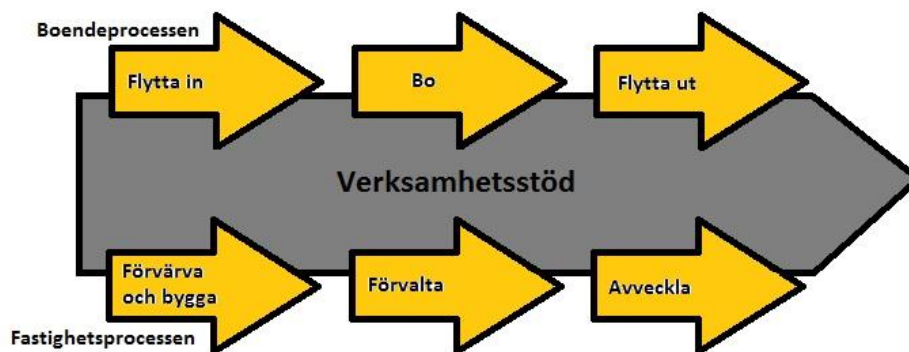 Boendeprocessen
Flytta in
Bo
Flytta ut
Verksamhetsstöd
Förvärva
och bygga
Förvalta
Avveckla
Fastighetsprocessen